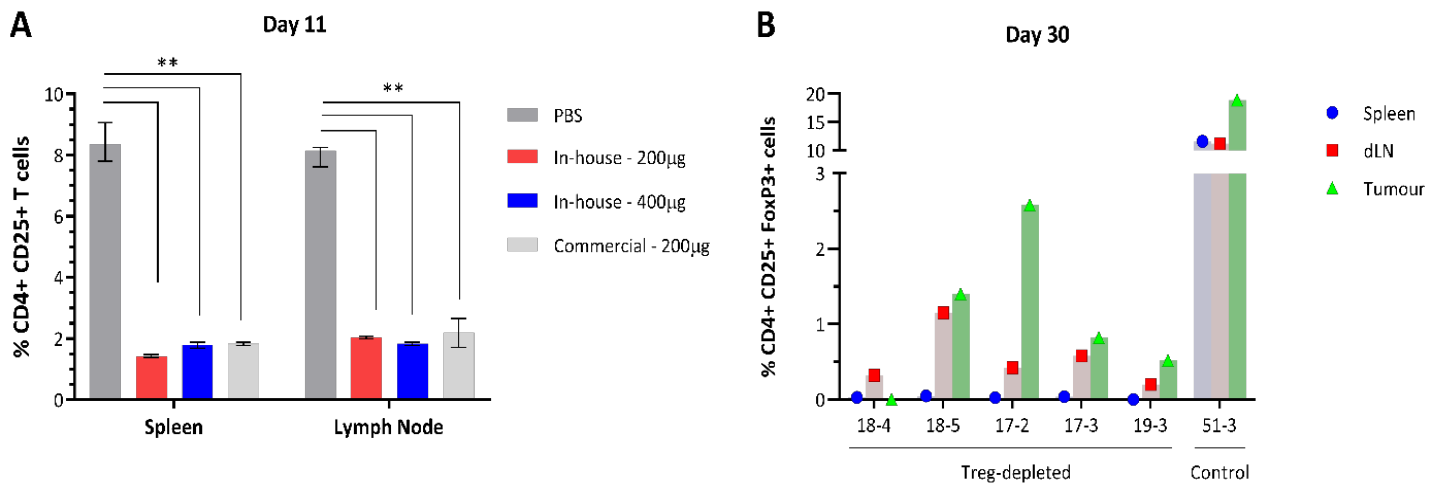 A
Day 11
**
**
% CD4+ CD25+ T cells
10
8
6
4
2
0
Spleen
Lymph Node
PBS
In-house - 200µg
In-house - 400µg
Commercial - 200µg
B
Day 30
% CD4+ CD25+ FoxP3+ cells
20
15
10
3
2
1
0
18-4 18-5 17-2 17-3 19-3 51-3
Treg-depleted Control
Spleen
dLN
Tumour